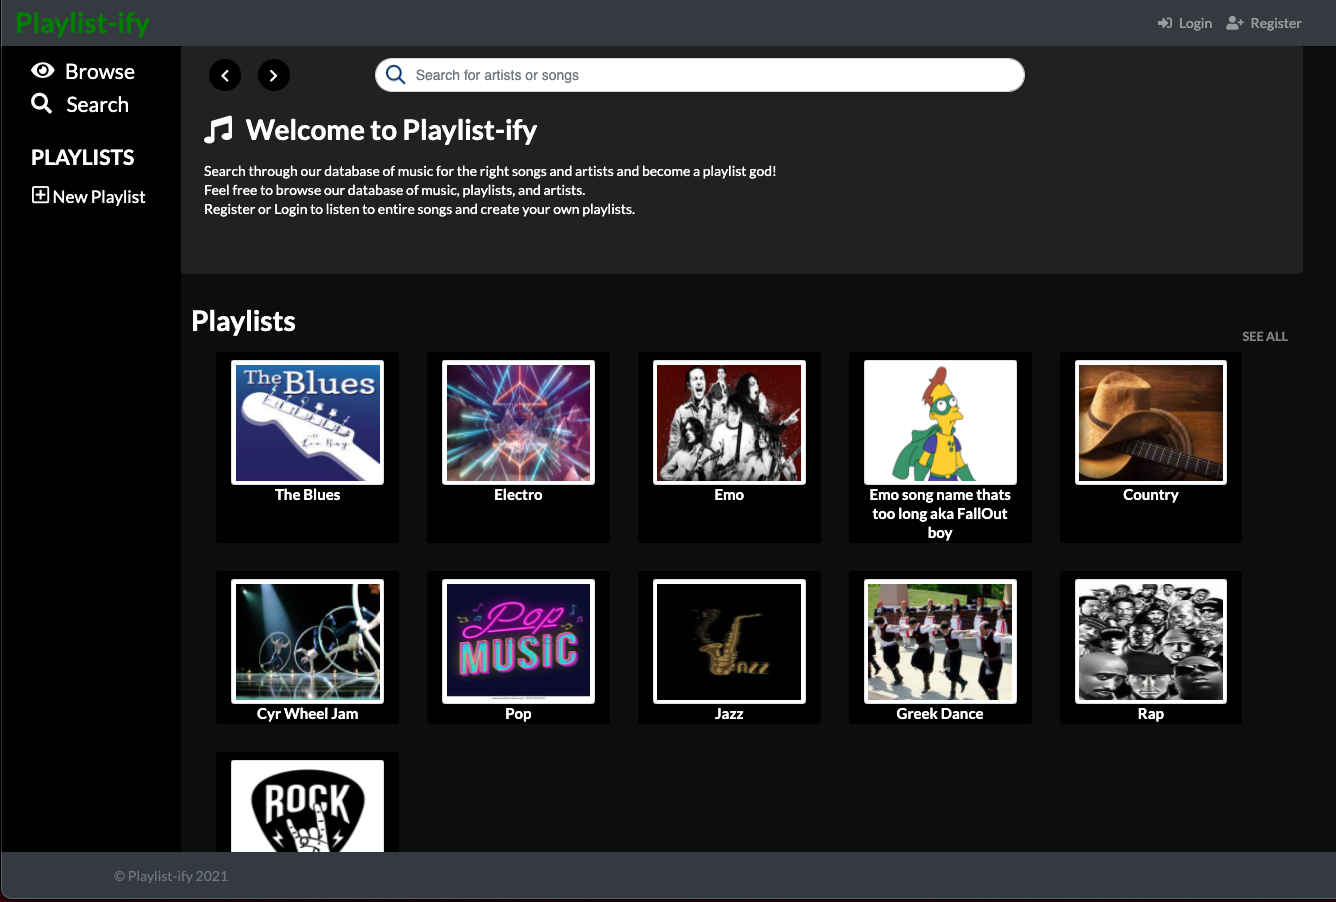 Playlist-ify
Login
Register
Browse
Search
PLAYLISTS
New Playlist
Search for artists or songs
Welcome to Playlist-ify
Search through our database of music for the right songs and artists and become a playlist god!
Feel free to browse our database of music, playlists, and artists.
Register or Login to listen to entire songs and create your own playlists.
Playlists
SEE ALL
The Blues
The Blues
Electro
Emo
Emo song name thats
too long aka FallOut
boy
Country
Cyr Wheel Jam
Pop
MUSIC
Pop
Jazz
Jazz
Greek Dance
Rap
ROCK
© Playlist-ify 2021